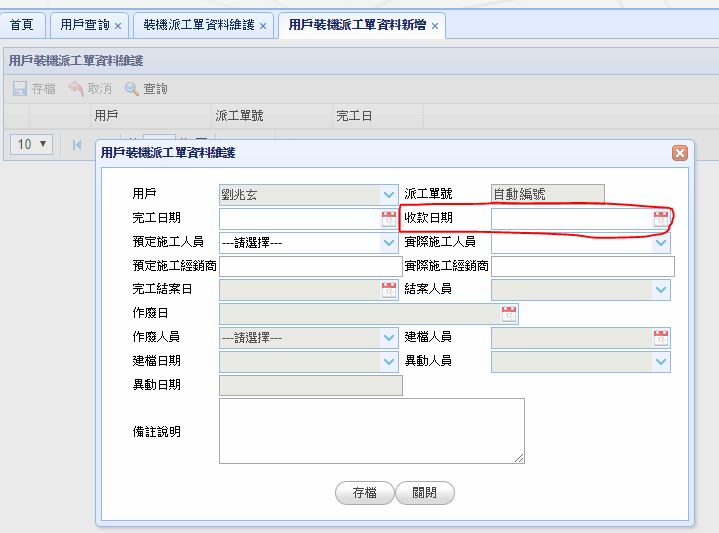 首頁 用戶查詢 × 裝機派工單資料維護 × 用戶裝機派工單資料新增 ×
用戶裝機派工單資料維護
存檔 取消 查詢
用戶 派工單號 完工日
10
用戶裝機派工單資料維護
用戶 劉兆玄 派工單號 自動編號
完工日期 收款日期
預定施工人員 ---請選擇--- 實際施工人員
預定施工經銷商 實際施工經銷商
完工結案日 結案人員
作廢日
作廢人員 ---請選擇--- 建檔人員
建檔日期 異動人員
異動日期
備註說明
存檔 關閉